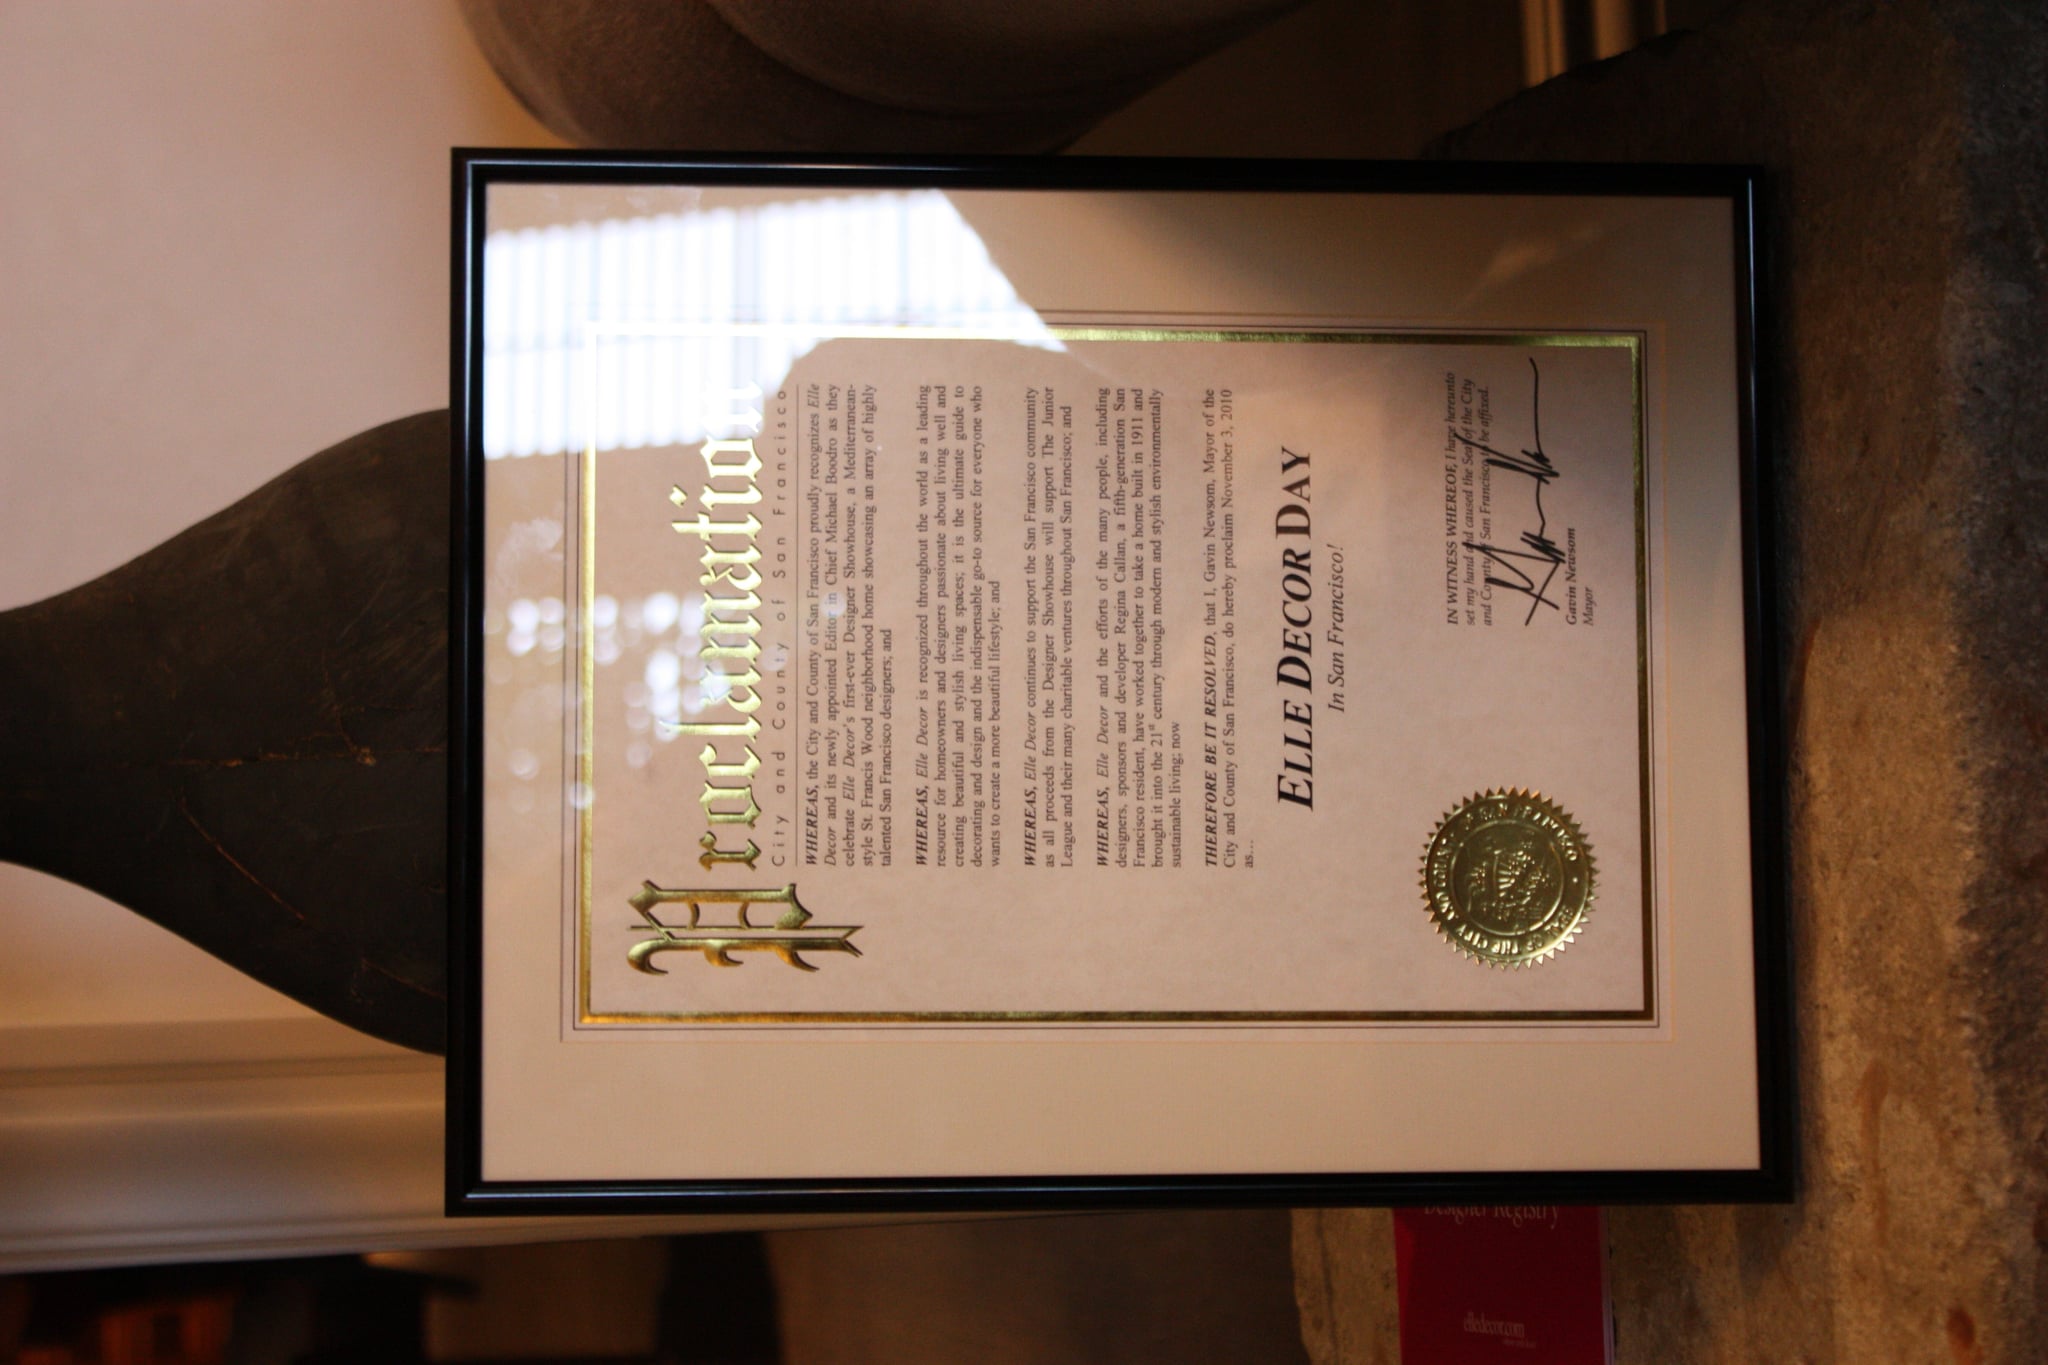 Proclamation
City and County of San Francisco
WHEREAS, the City and County of San Francisco proudly recognizes Elle
Decor and its newly appointed Editor in Chief Michael Boodro as they
celebrate Elle Decor's first-ever Designer Showhouse, a Mediterranean-
style St. Francis Wood neighborhood home showcasing an array of highly
talented San Francisco designers; and
WHEREAS, Elle Decor is recognized throughout the world as a leading
resource for homeowners and designers passionate about living well and
creating beautiful and stylish living spaces; it is the ultimate guide to
decorating and design and the indispensable go-to source for everyone who
wants to create a more beautiful lifestyle; and
WHEREAS, Elle Decor continues to support the San Francisco community
as all proceeds from the Designer Showhouse will support The Junior
League and their many charitable ventures throughout San Francisco; and
WHEREAS, Elle Decor and the efforts of the many people, including
designers, sponsors and developer Regina Callan, a fifth-generation San
Francisco resident, have worked together to take a home built in 1911 and
brought it into the 21st century through modern and stylish environmentally
sustainable living; now
THEREFORE BE IT RESOLVED, that I, Gavin Newsom, Mayor of the
City and County of San Francisco, do hereby proclaim November 3, 2010
as...
ELLE DECOR DAY
In San Francisco!
IN WITNESS WHEREOF, I have hereunto
set my hand and caused the Seal of the City
and County of San Francisco to be affixed.
Gavin Newsom
Mayor
SEAL OF THE CITY AND COUNTY OF SAN FRANCISCO
Designer Registry
elledecor.com